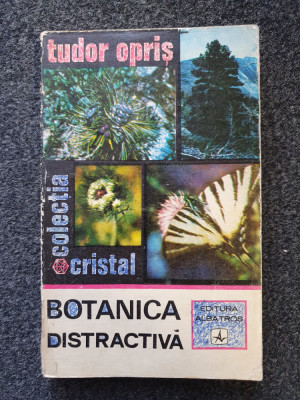 tudor opriș
colecția
cristal
BOTANICA
DISTRACTIVĂ
EDITURA
ALBATROS